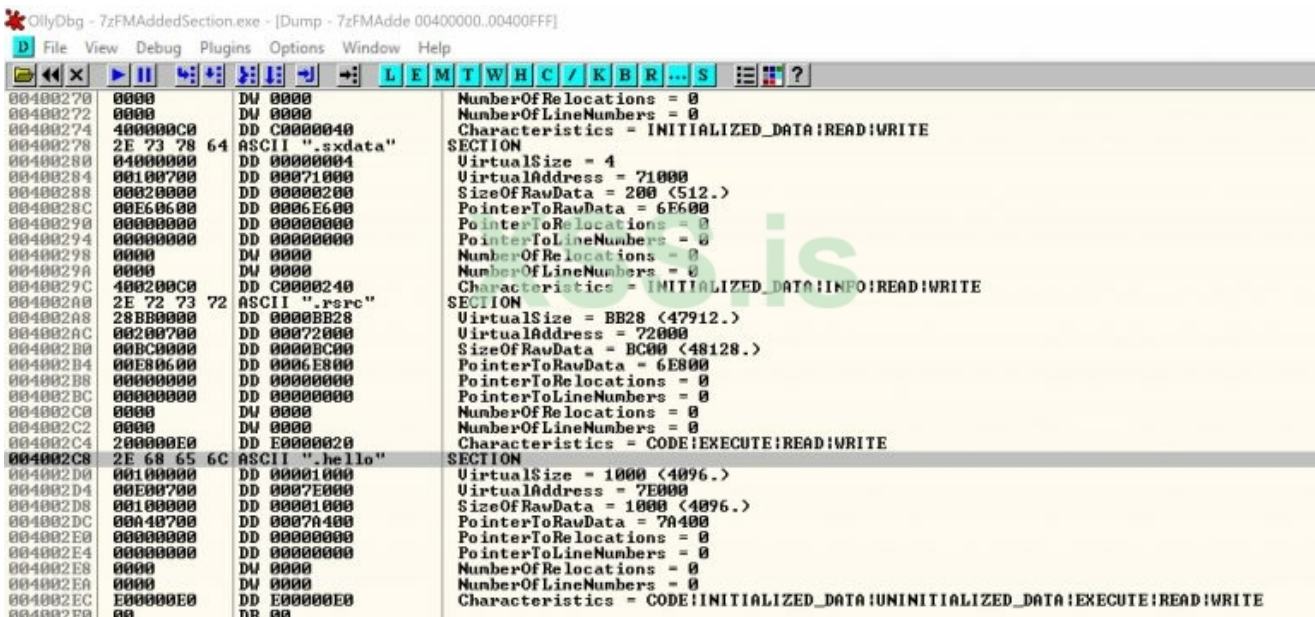 OllyDbg - 7zFMAddedSection.exe - [Dump - 7zFMAdde 00400000..00400FFF]
D File View Debug Plugins Options Window Help
L E M T W H C / K B R ... S ?
00400270 0000 DW 0000 NumberOfRelocations = 0
00400272 0000 DW 0000 NumberOfLineNumbers = 0
00400274 400000C0 DD C0000040 Characteristics = INITIALIZED_DATA|READ|WRITE
00400278 2E 73 78 64 ASCII ".sxdata" SECTION
00400280 04000000 DD 00000004 VirtualSize = 4
00400284 00100700 DD 00071000 VirtualAddress = 71000
00400288 00020000 DD 00000200 SizeOfRawData = 200 (512.)
0040028C 00E60600 DD 0006E600 PointerToRawData = 6E600
00400290 00000000 DD 00000000 PointerToRelocations = 0
00400294 00000000 DD 00000000 PointerToLineNumbers = 0
00400298 0000 DW 0000 NumberOfRelocations = 0
0040029A 0000 DW 0000 NumberOfLineNumbers = 0
0040029C 400200C0 DD C0000240 Characteristics = INITIALIZED_DATA|INFO|READ|WRITE
004002A0 2E 72 73 72 ASCII ".rsrc" SECTION
004002A8 28BB0000 DD 0000BB28 VirtualSize = BB28 (47912.)
004002AC 00200700 DD 00072000 VirtualAddress = 72000
004002B0 00BC0000 DD 0000BC00 SizeOfRawData = BC00 (48128.)
004002B4 00E80600 DD 0006E800 PointerToRawData = 6E800
004002B8 00000000 DD 00000000 PointerToRelocations = 0
004002BC 00000000 DD 00000000 PointerToLineNumbers = 0
004002C0 0000 DW 0000 NumberOfRelocations = 0
004002C2 0000 DW 0000 NumberOfLineNumbers = 0
004002C4 200000E0 DD E0000020 Characteristics = CODE|EXECUTE|READ|WRITE
004002C8 2E 68 65 6C ASCII ".hello" SECTION
004002D0 00100000 DD 00001000 VirtualSize = 1000 (4096.)
004002D4 00E00700 DD 0007E000 VirtualAddress = 7E000
004002D8 00100000 DD 00001000 SizeOfRawData = 1000 (4096.)
004002DC 00A40700 DD 0007A400 PointerToRawData = 7A400
004002E0 00000000 DD 00000000 PointerToRelocations = 0
004002E4 00000000 DD 00000000 PointerToLineNumbers = 0
004002E8 0000 DW 0000 NumberOfRelocations = 0
004002EA 0000 DW 0000 NumberOfLineNumbers = 0
004002EC E00000E0 DD E00000E0 Characteristics = CODE|INITIALIZED_DATA|UNINITIALIZED_DATA|EXECUTE|READ|WRITE
004002F0 00 DB 00
XSS.is